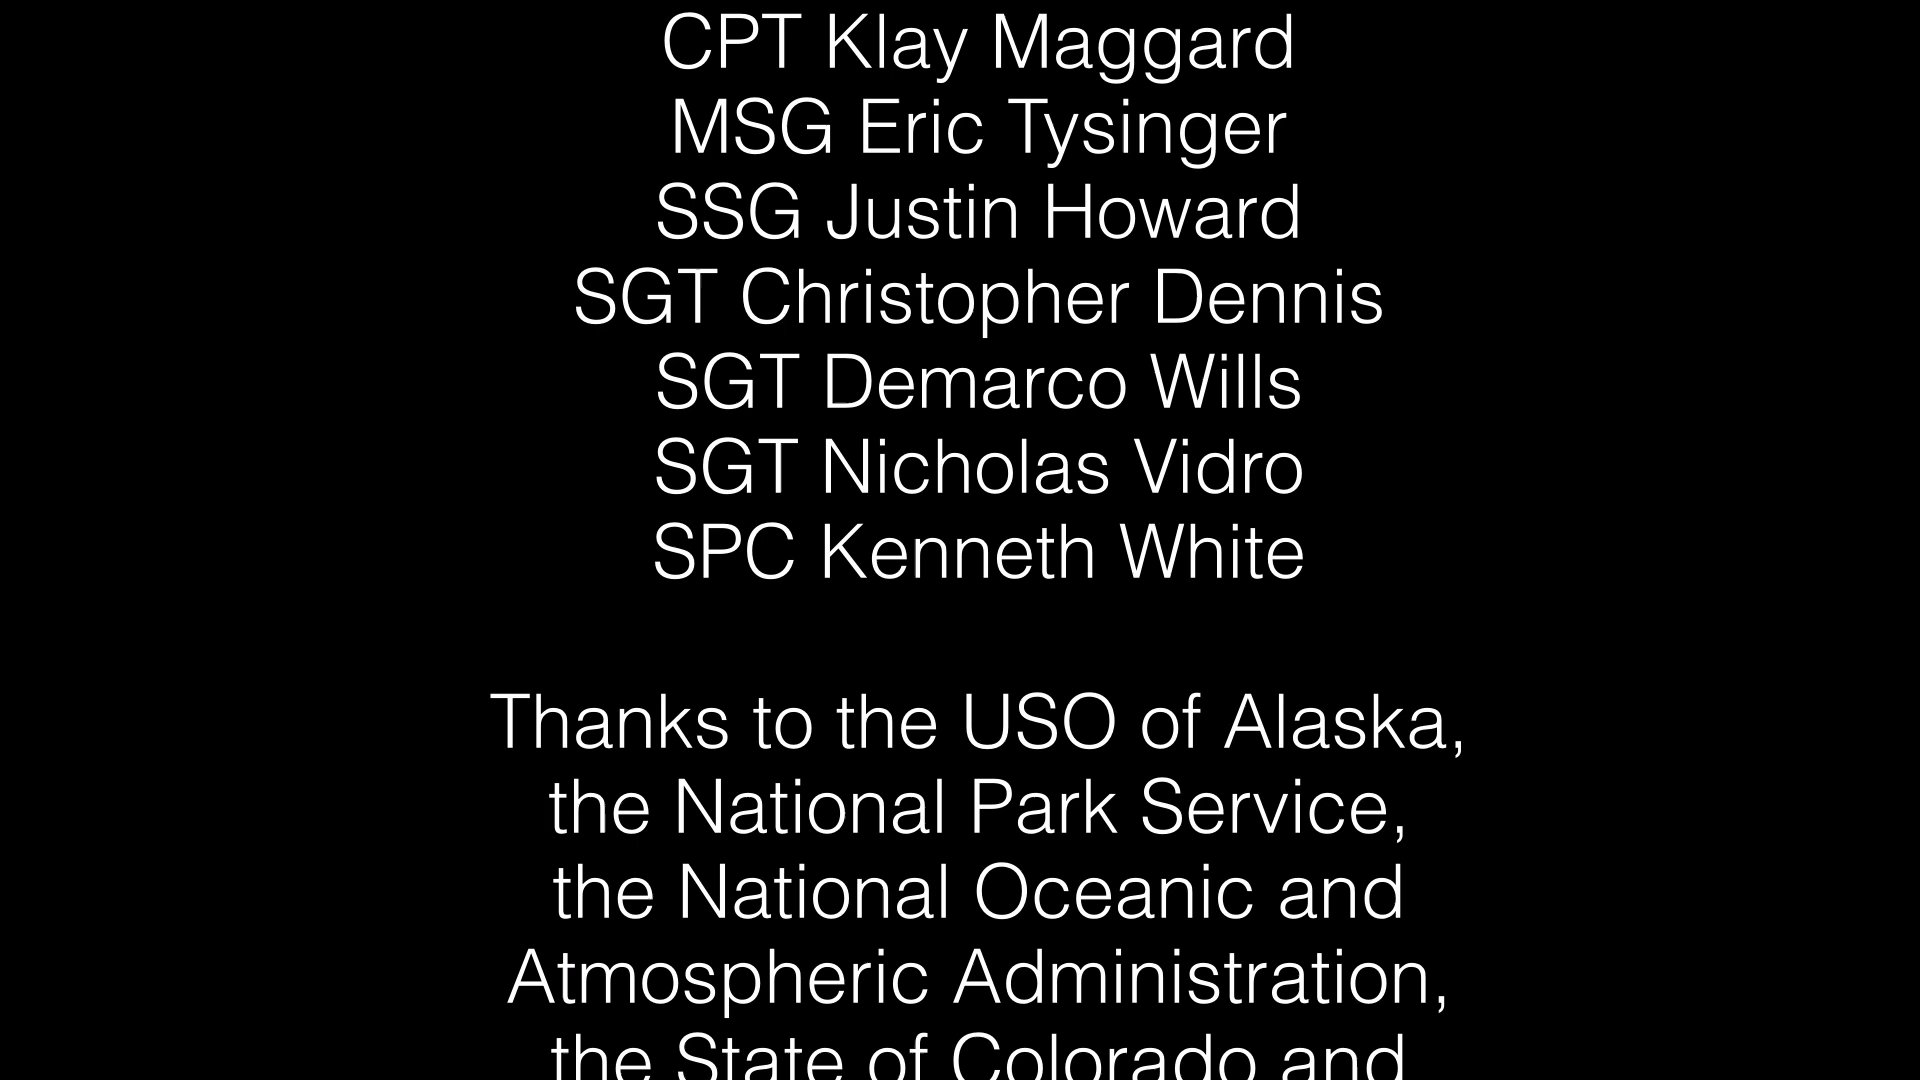 CPT Klay Maggard
MSG Eric Tysinger
SSG Justin Howard
SGT Christopher Dennis
SGT Demarco Wills
SGT Nicholas Vidro
SPC Kenneth White
Thanks to the USO of Alaska,
the National Park Service,
the National Oceanic and
Atmospheric Administration,
the State of Colorado and